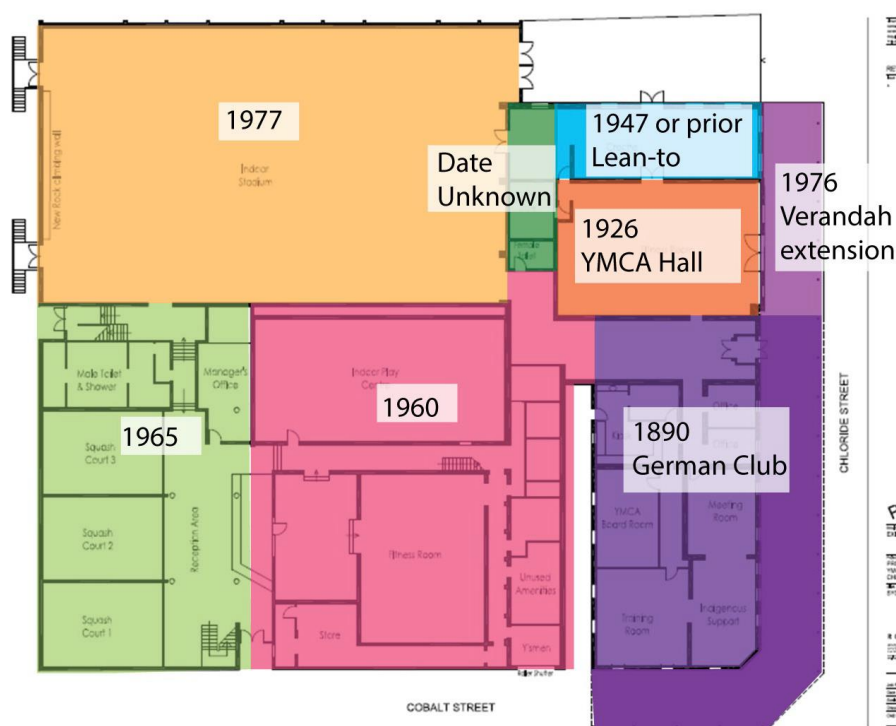 1977
Indoor
Stadium
New Rock climbing wall
Date
Unknown
Female
Toilet
1947 or prior
Lean-to
1926
YMCA Hall
1976
Verandah
extension
Male Toilet
& Shower
Manager's
Office
1965
Squash
Court 3
Squash
Court 2
Squash
Court 1
Reception Area
Indoor Play
1960
Fitness Room
Store
Unused
Amenities
Y'smen
Roller Shutter
Office
1890
German Club
YMCA
Board Room
Meeting
Room
Training
Room
Indigenous
Support
CHLORIDE STREET
COBALT STREET